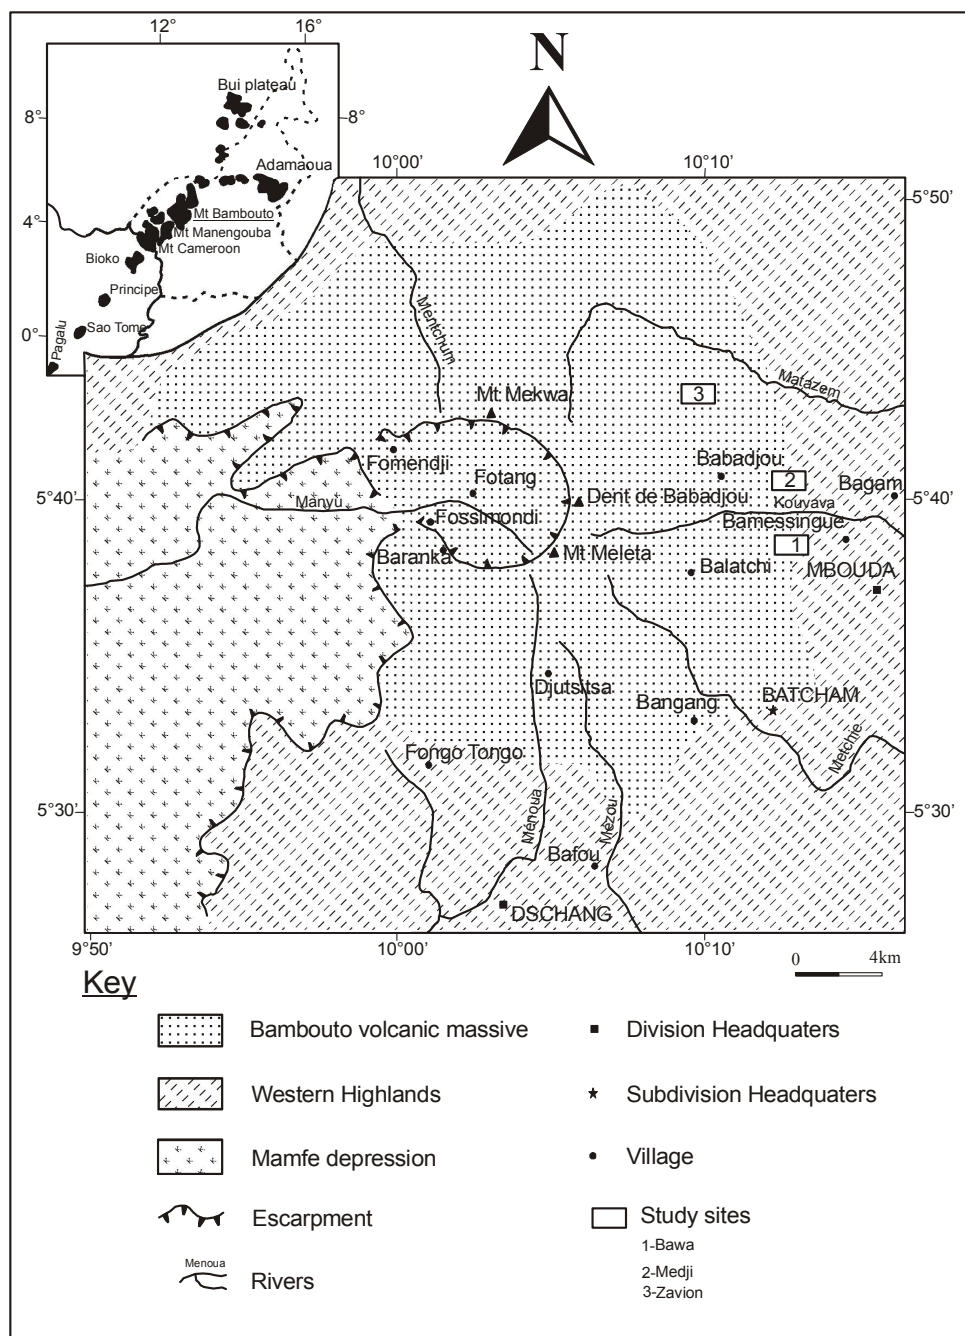 12°
16°
N
Bui plateau
8°
8°
Adamaoua
10°00'
10°10'
5°50'
Mt Bambouto
4°
Mt Manengouba
Mt Cameroon
Bioko
Principe
Sao Tome
0°
Pagalu
Mentchum
Matazem
3
Mt Mekwa
Fomendji
Fotang
Babadjou
2
Bagam
5°40'
Manyu
Dent de Babadjou
Kouyava
5°40'
Fossimondi
Bamessingue
Baranka
Mt Meleta
1
Balatchi
MBOUDA
Djutsitsa
Bangang
BATCHAM
Metchie
Fongo Tongo
5°30'
Menoua
Mezou
5°30'
Bafou
DSCHANG
9°50'
10°00'
10°10'
0
4km
Key
Bambouto volcanic massive
Division Headquaters
Western Highlands
Subdivision Headquaters
Mamfe depression
Village
Escarpment
Study sites
1-Bawa
Menoua
Rivers
2-Medji
3-Zavion